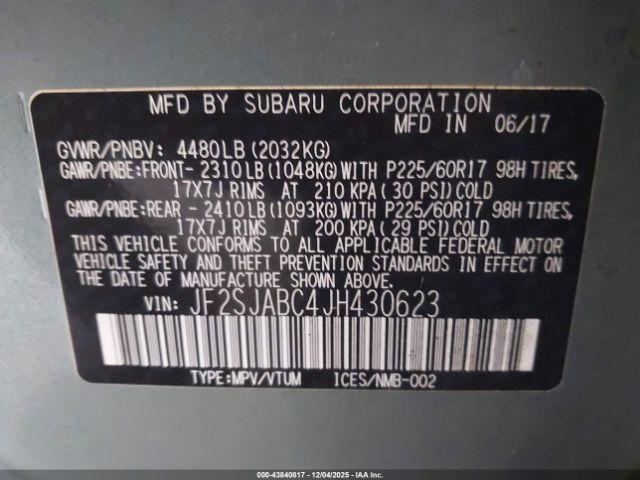 MFD BY SUBARU CORPORATION
MFD IN 06/17
GVWR/PNBV: 4480LB(2032KG)
GAWR/PNBE:FRONT- 2310LB(1048KG)WITH P225/60R17 98H TIRES,
17X7J RIMS AT 210 KPA(30 PSI)COLD
GAWR/PNBE:REAR - 2410LB(1093KG)WITH P225/60R17 98H TIRES,
17X7J RIMS AT 200 KPA(29 PSI)COLD
THIS VEHICLE CONFORMS TO ALL APPLICABLE FEDERAL MOTOR
VEHICLE SAFETY AND THEFT PREVENTION STANDARDS IN EFFECT ON
THE DATE OF MANUFACTURE SHOWN ABOVE.
VIN: JF2SJABC4JH430623
TYPE:MPV/VTUM ICES/NMB-002
000-43840817 - 12/04/2025 - IAA Inc.